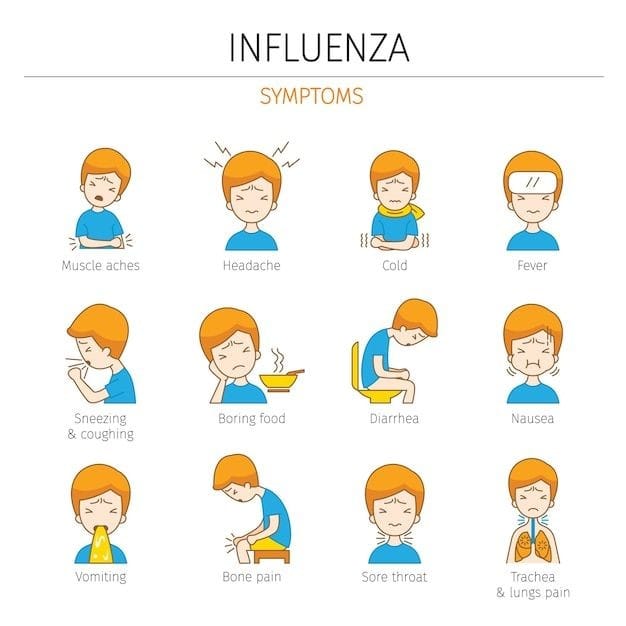 INFLUENZA
SYMPTOMS
Muscle aches
Headache
Cold
Fever
Sneezing
& coughing
Boring food
Diarrhea
Nausea
Vomiting
Bone pain
Sore throat
Trachea
& lungs pain